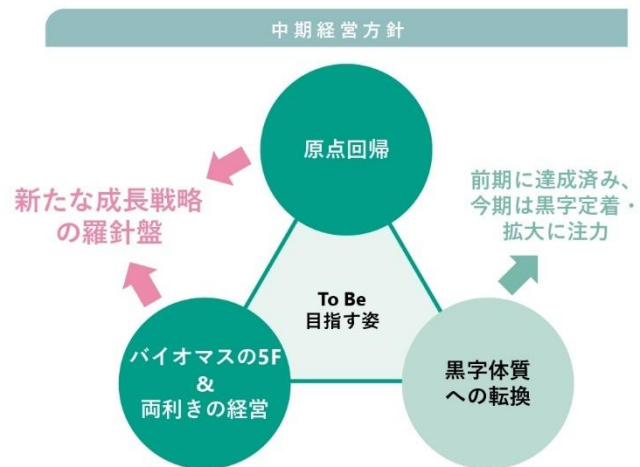 中期経営方針
原点回帰
新たな成長戦略
の羅針盤
前期に達成済み、
今期は黒字定着・
拡大に注力
To Be
目指す姿
バイオマスの5F
&
両利きの経営
黒字体質
への転換